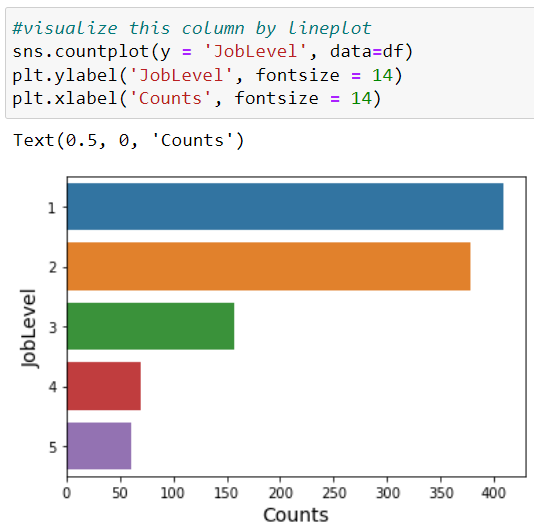 #visualize this column by lineplot
sns.countplot(y = 'JobLevel', data=df)
plt.ylabel('JobLevel', fontsize = 14)
plt.xlabel('Counts', fontsize = 14)
Text(0.5, 0, 'Counts')
JobLevel
1
2
3
4
5
0 50 100 150 200 250 300 350 400
Counts